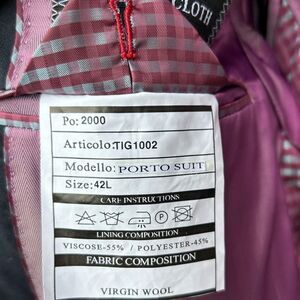 CLOTH
Po: 2000
Articolo:TIG1002
Modello: PORTO SUIT
Size: 42L
CARE INSTRUCTIONS
LINING COMPOSITION
VISCOSE-55% / POLYESTER-45%
FABRIC COMPOSITION
VIRGIN WOOL